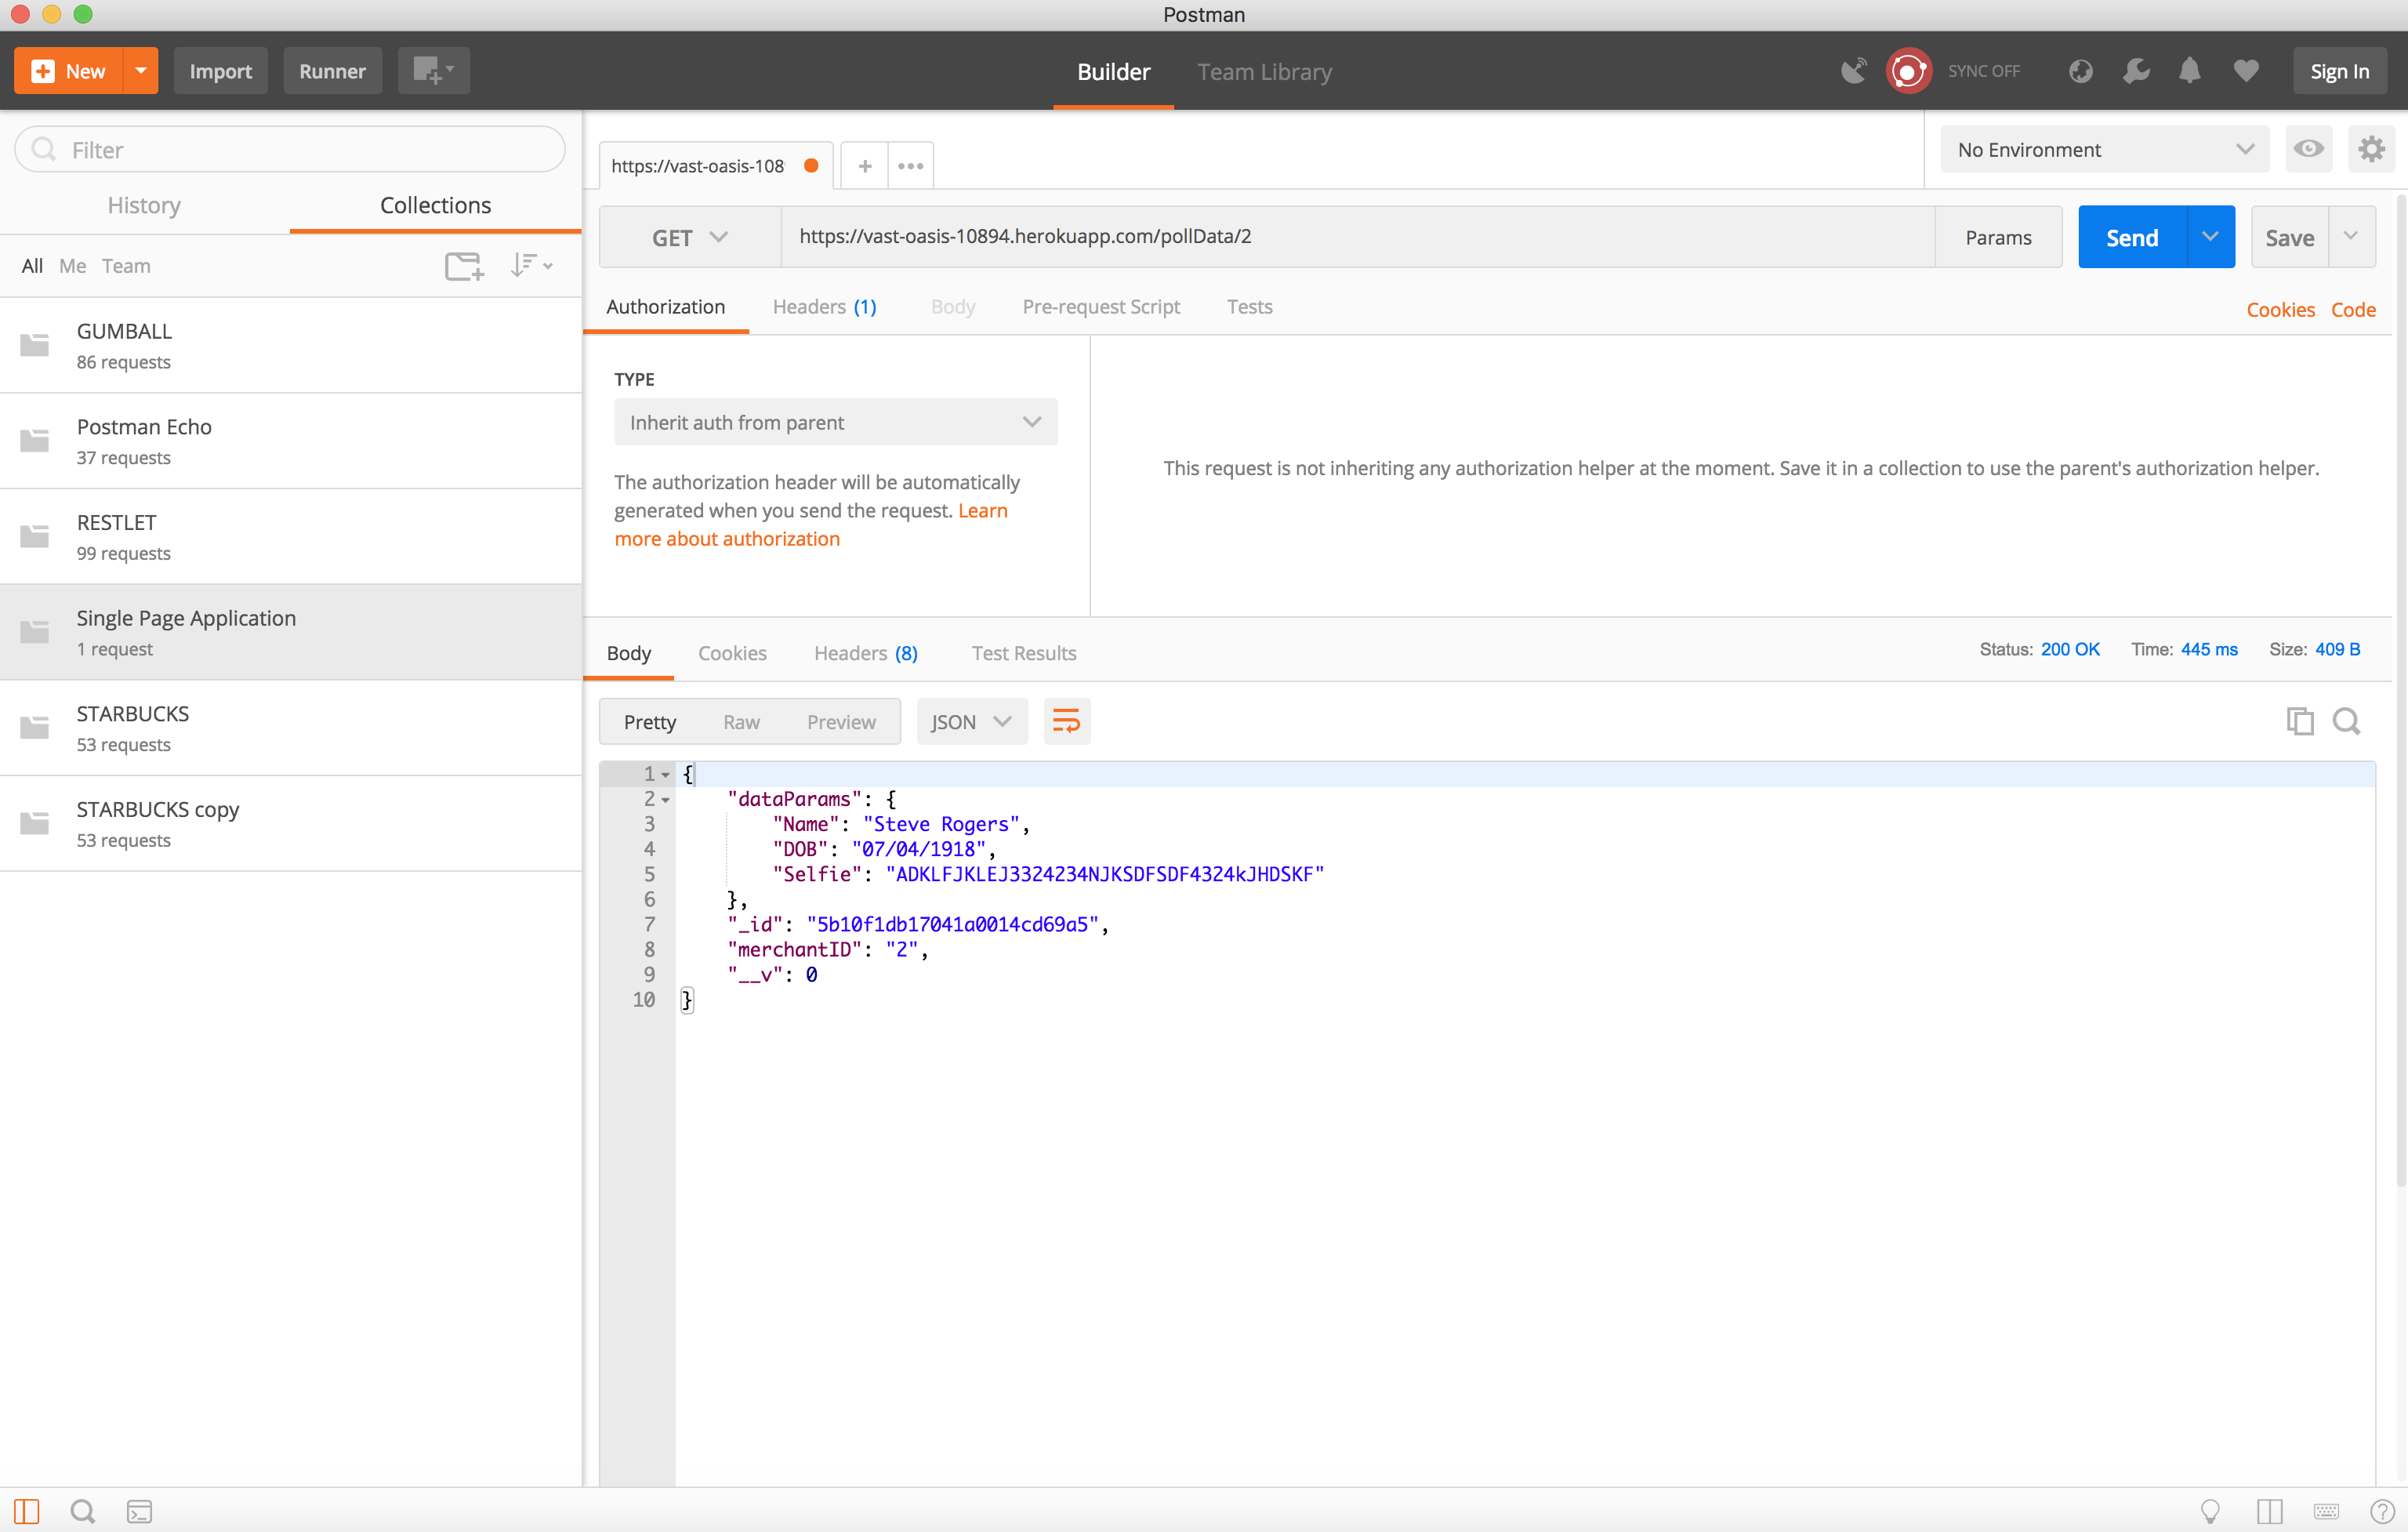 Postman
New
Import
Runner
Builder
Team Library
SYNC OFF
Sign In
Filter
History
Collections
All Me Team
GUMBALL
86 requests
Postman Echo
37 requests
RESTLET
99 requests
Single Page Application
1 request
STARBUCKS
53 requests
STARBUCKS copy
53 requests
https://vast-oasis-108
No Environment
GET
https://vast-oasis-10894.herokuapp.com/pollData/2
Params
Send
Save
Authorization
Headers (1)
Body
Pre-request Script
Tests
Cookies
Code
TYPE
Inherit auth from parent
The authorization header will be automatically
generated when you send the request. Learn
more about authorization
This request is not inheriting any authorization helper at the moment. Save it in a collection to use the parent's authorization helper.
Body
Cookies
Headers (8)
Test Results
Status: 200 OK
Time: 445 ms
Size: 409 B
Pretty
Raw
Preview
JSON
1 {
2 "dataParams": {
3 "Name": "Steve Rogers",
4 "DOB": "07/04/1918",
5 "Selfie": "ADKLFJKLEJ3324234NJKSDFSDF4324kJHDSKF"
6 },
7 "_id": "5b10f1db17041a0014cd69a5",
8 "merchantID": "2",
9 "__v": 0
10 }